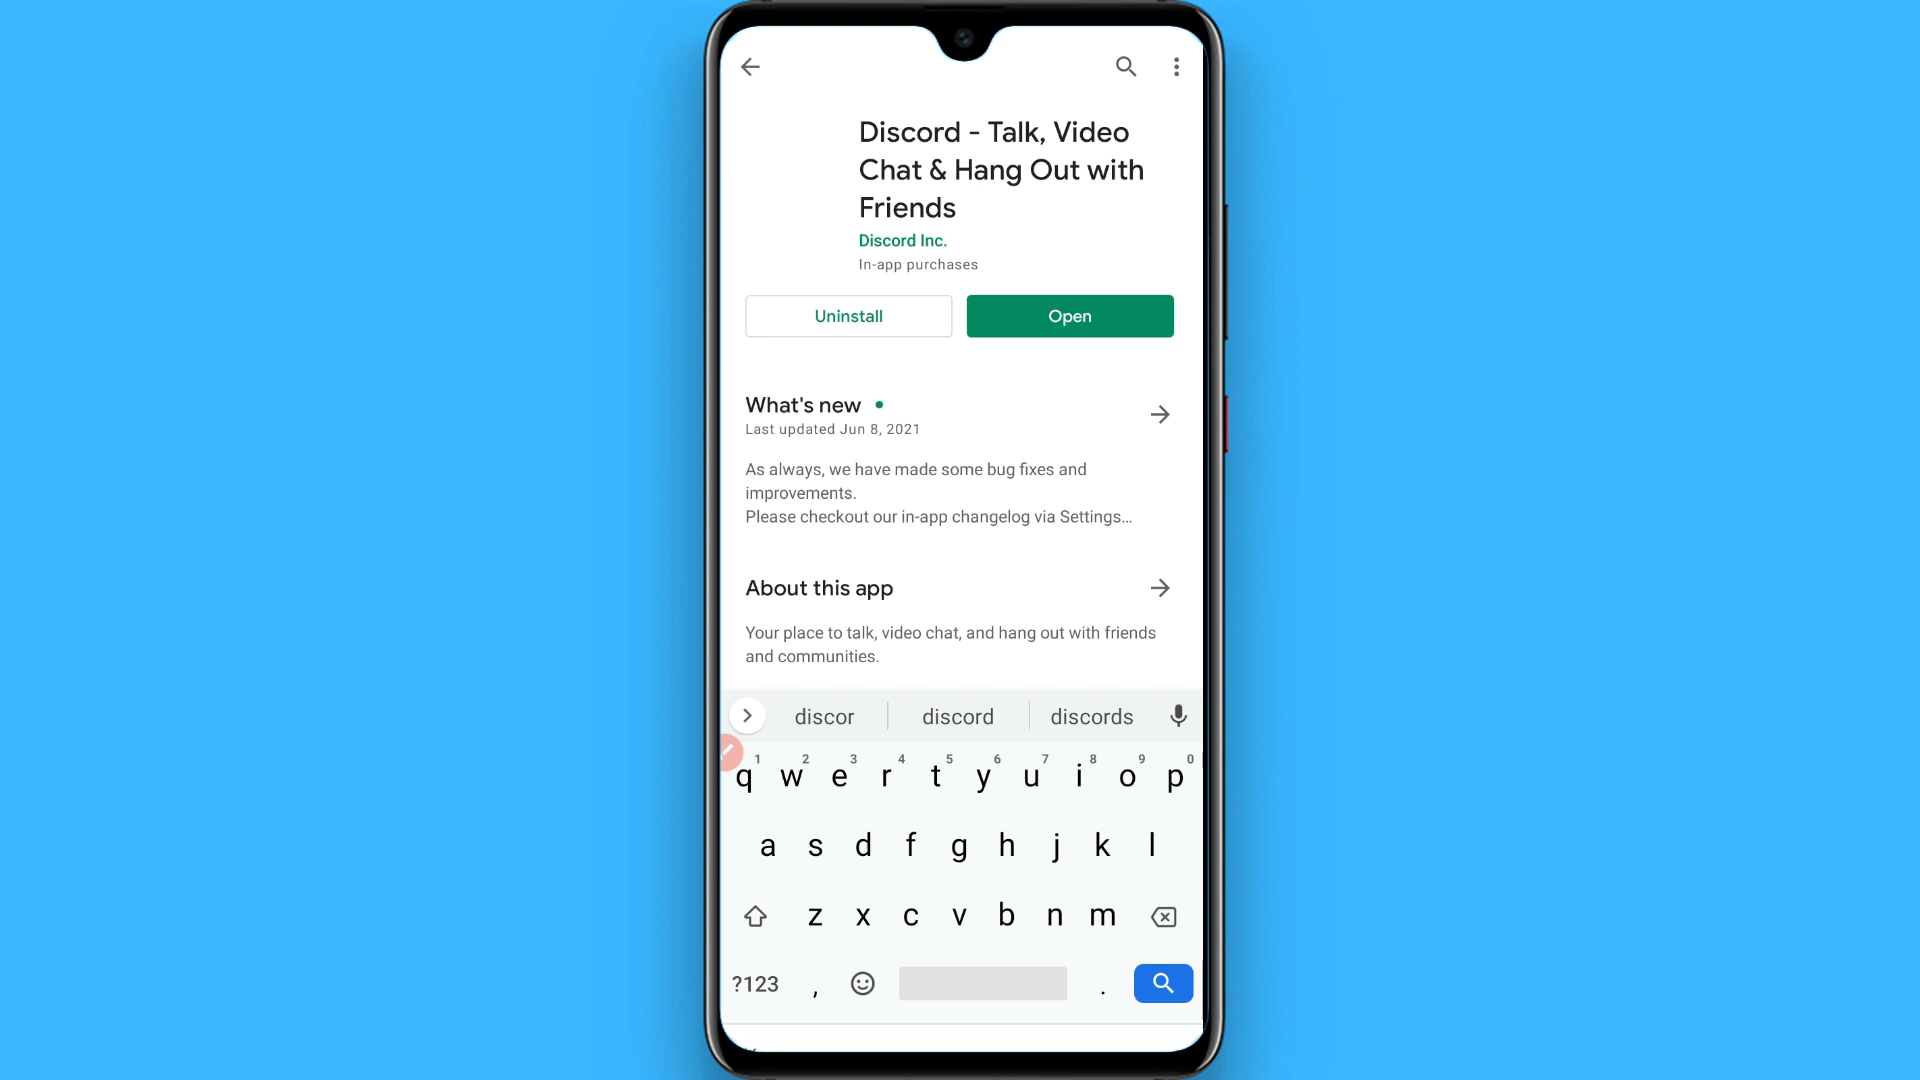 Discord - Talk, Video
Chat & Hang Out with
Friends
Discord Inc.
In-app purchases
Uninstall
Open
What's new
Last updated Jun 8, 2021
As always, we have made some bug fixes and
improvements.
Please checkout our in-app changelog via Settings...
About this app
Your place to talk, video chat, and hang out with friends
and communities.
discor
discord
discords
1 2 3 4 5 6 7 8 9 0
q w e r t y u i o p
a s d f g h j k l
z x c v b n m
?123 , .